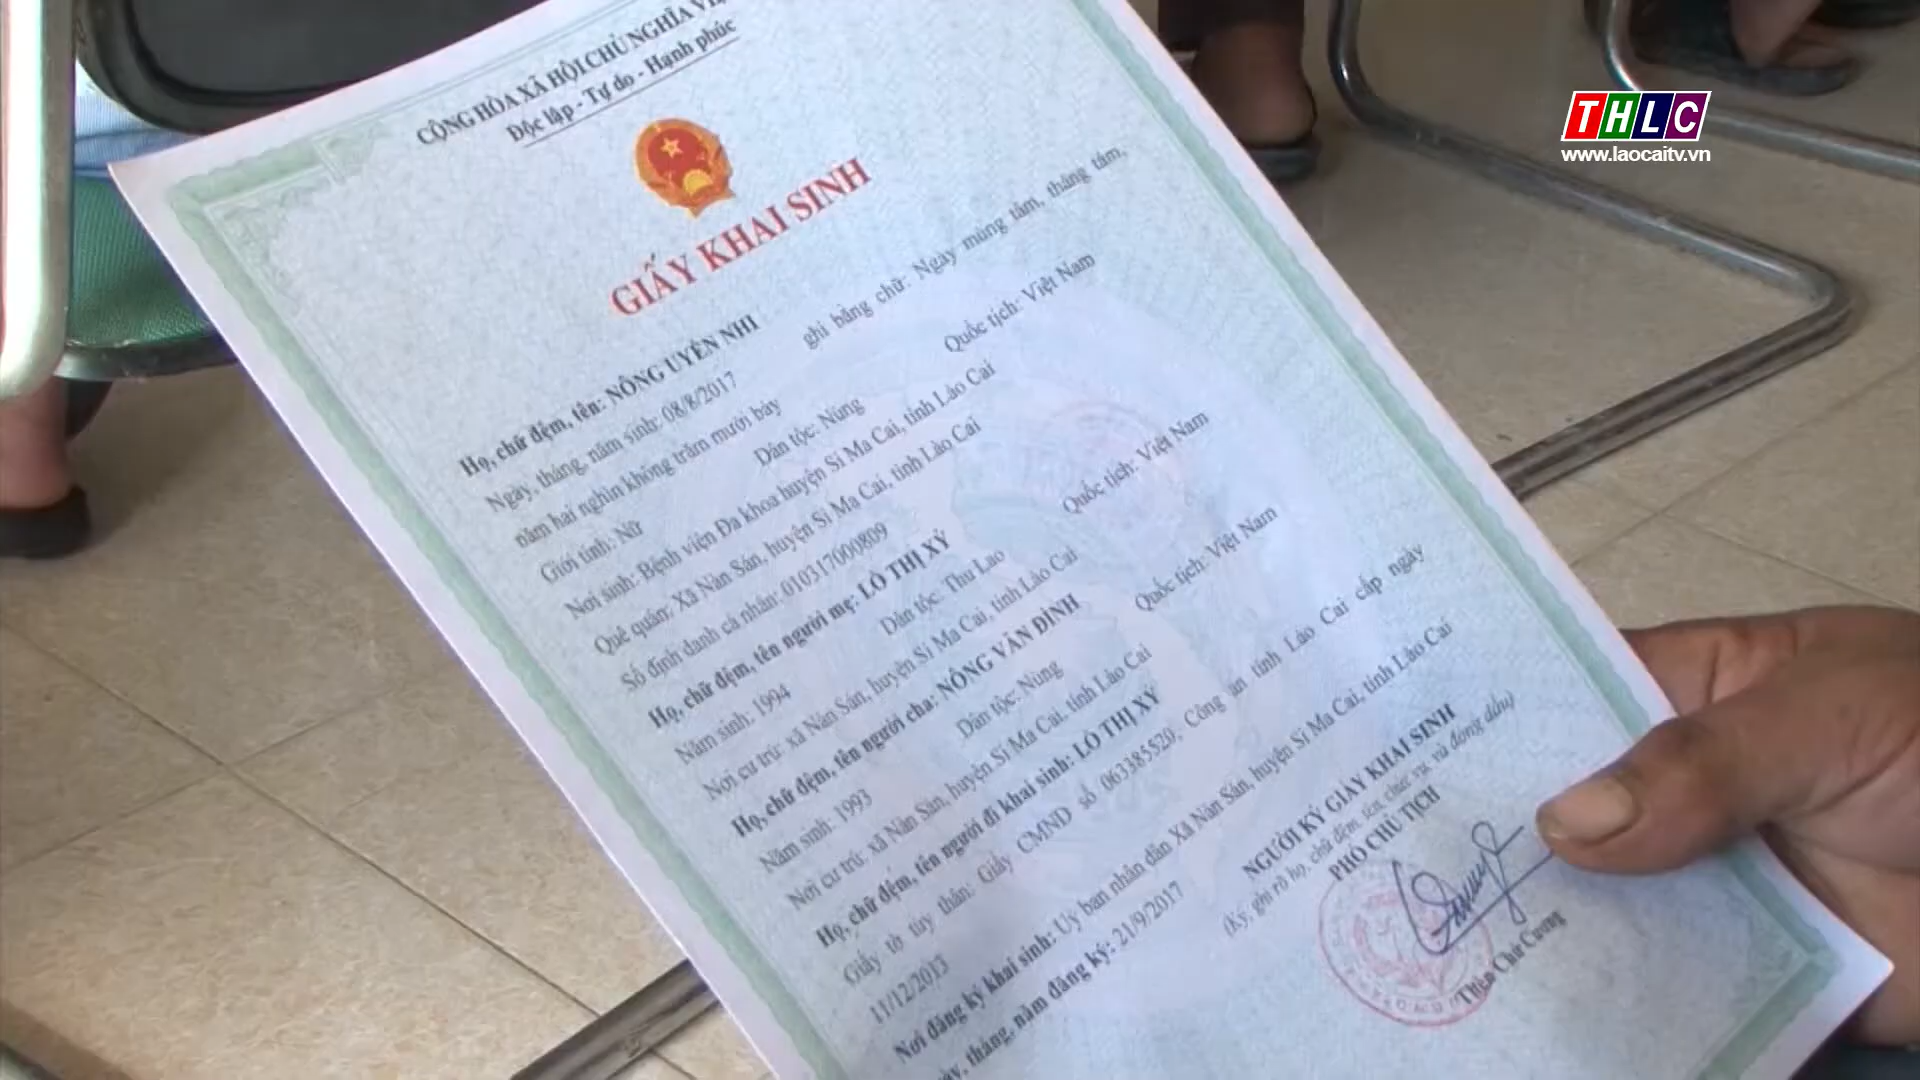 CỘNG HÒA XÃ HỘI CHỦ NGHĨA
Độc lập - Tự do - Hạnh phúc
GIẤY KHAI SINH
Họ, chữ đệm, tên: NÔNG UYÊN NHI
Ngày, tháng, năm sinh: 08/8/2017 ghi bằng chữ: Ngày mùng tám, tháng tám,
năm hai nghìn không trăm mười bảy
Giới tính: Nữ Dân tộc: Nùng Quốc tịch: Việt Nam
Nơi sinh: Bệnh viện Đa khoa huyện Si Ma Cai, tỉnh Lào Cai
Quê quán: Xã Nàn Sán, huyện Si Ma Cai, tỉnh Lào Cai
Số định danh cá nhân: 010317000809
Họ, chữ đệm, tên người mẹ: LÒ THỊ XỶ
Năm sinh: 1994 Dân tộc: Thu Lao Quốc tịch: Việt Nam
Nơi cư trú: xã Nàn Sán, huyện Si Ma Cai, tỉnh Lào Cai
Họ, chữ đệm, tên người cha: NÔNG VĂN ĐỊNH
Năm sinh: 1993 Dân tộc: Nùng Quốc tịch: Việt Nam
Nơi cư trú: xã Nàn Sán, huyện Si Ma Cai, tỉnh Lào Cai
Họ, chữ đệm, tên người đi khai sinh: LÒ THỊ XỶ
Giấy tờ tùy thân: Giấy CMND số 063385520, Công an tỉnh Lào Cai cấp ngày
11/12/2013
Nơi đăng ký khai sinh: Uỷ ban nhân dân Xã Nàn Sán, huyện Si Ma Cai, tỉnh Lào Cai
tháng, năm đăng ký: 21/9/2017
NGƯỜI KÝ GIẤY KHAI SINH
(Ký, ghi rõ họ, chữ đệm, tên, chức vụ và đóng dấu)
PHÓ CHỦ TỊCH
Cương
THLC
www.laocaitv.vn